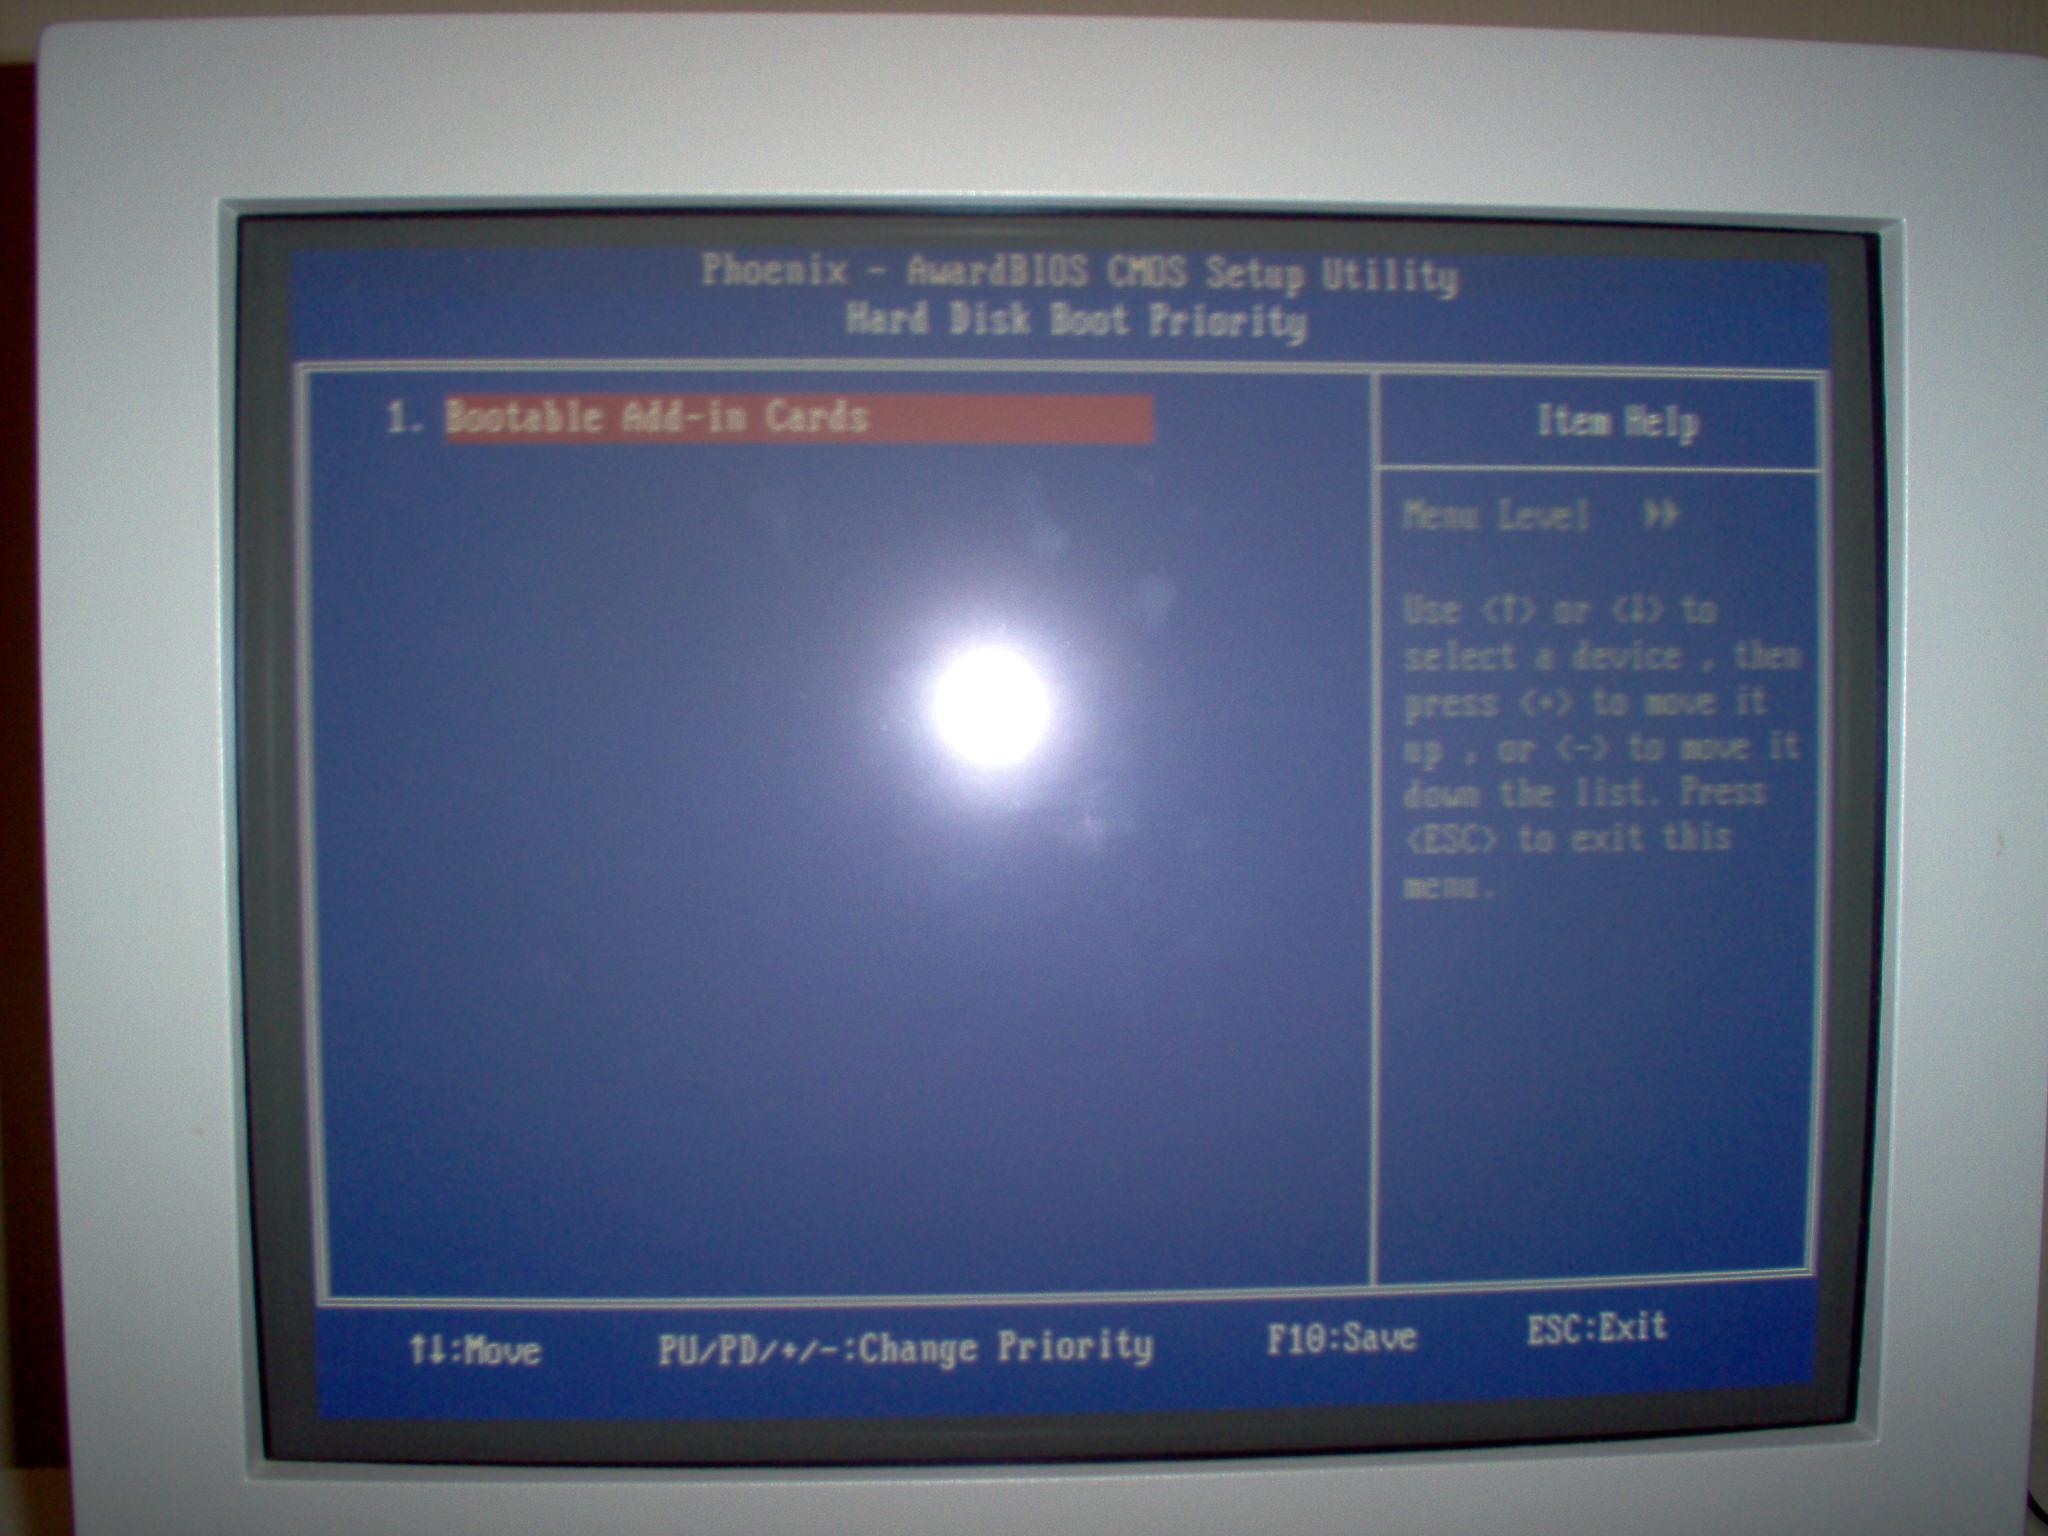 Phoenix - AwardBIOS CMOS Setup Utility
Hard Disk Boot Priority
1. Bootable Add-in Cards
Item Help
Menu Level ▸▸
Use <↑> or <↓> to
select a device , then
press <+> to move it
up , or <-> to move it
down the list. Press
<ESC> to exit this
menu.
↑↓:Move PU/PD/+/-:Change Priority F10:Save ESC:Exit